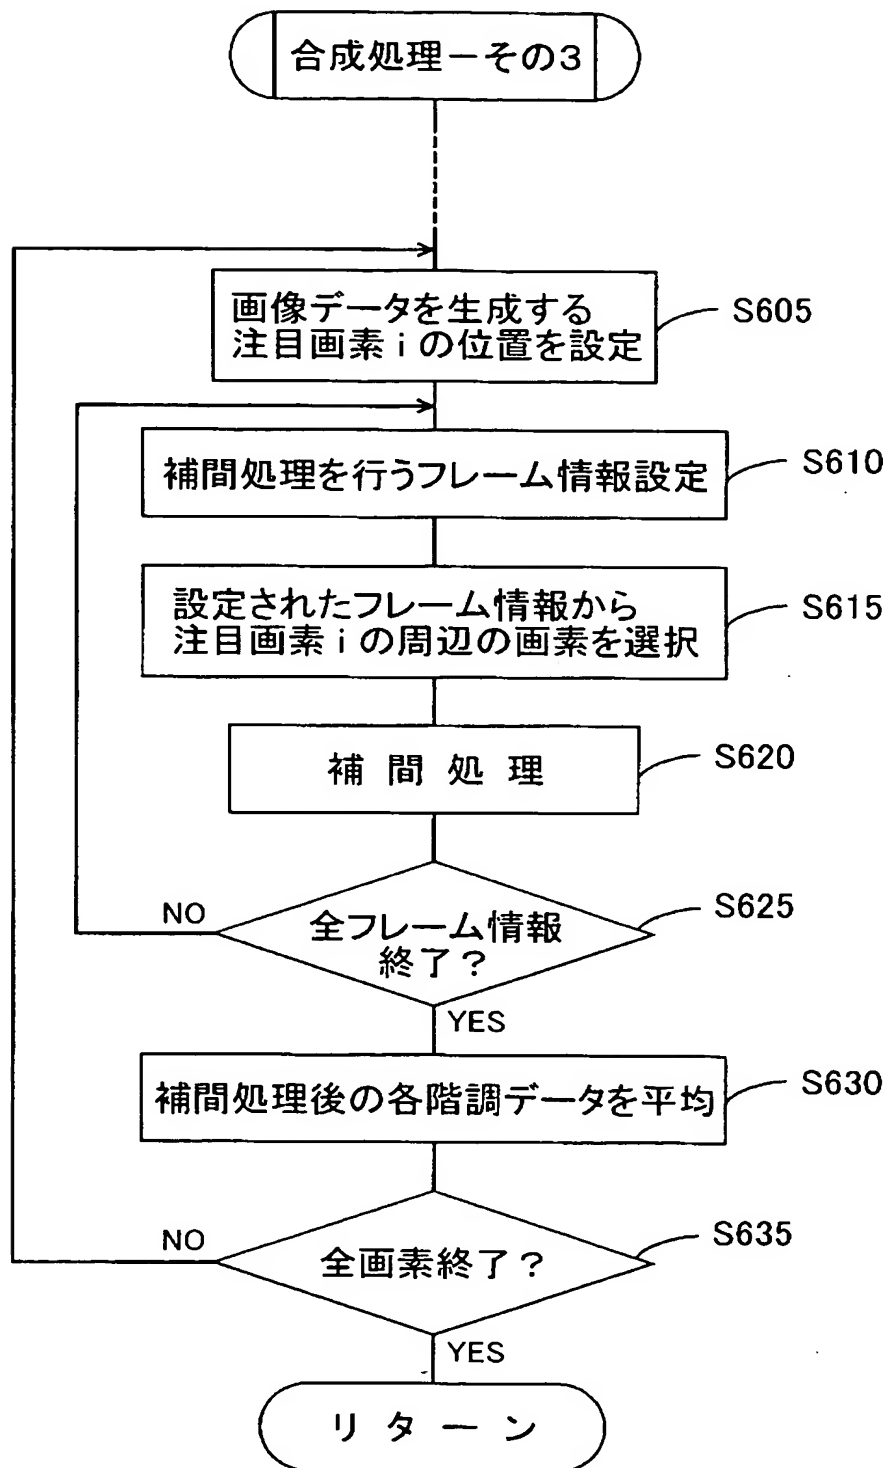 合成処理－その3
画像データを生成する
注目画素ｉの位置を設定
S605
補間処理を行うフレーム情報設定
S610
設定されたフレーム情報から
注目画素ｉの周辺の画素を選択
S615
補 間 処 理
S620
全フレーム情報
終了？
S625
NO
YES
補間処理後の各階調データを平均
S630
全画素終了？
S635
NO
YES
リ タ ー ン